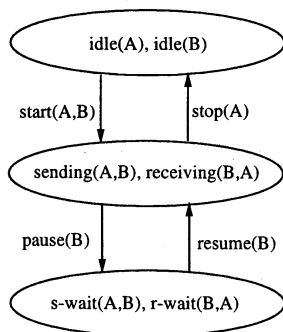 idle(A), idle(B)
start(A,B)
stop(A)
sending(A,B), receiving(B,A)
pause(B)
resume(B)
s-wait(A,B), r-wait(B,A)